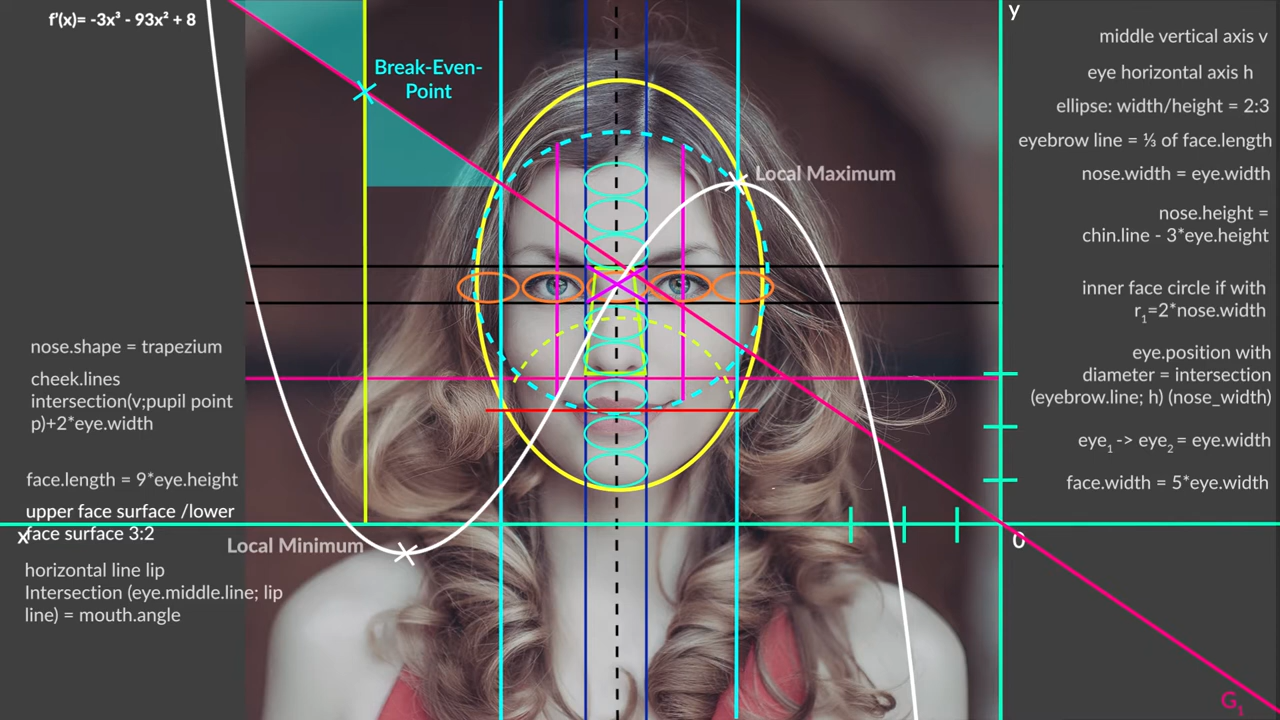 f'(x)= -3x³ - 93x² + 8
Break-Even-
Point
Local Maximum
Local Minimum
nose.shape = trapezium
cheek.lines
intersection(v;pupil point
p)+2*eye.width
face.length = 9*eye.height
upper face surface /lower
face surface 3:2
x
horizontal line lip
Intersection (eye.middle.line; lip
line) = mouth.angle
y
middle vertical axis v
eye horizontal axis h
ellipse: width/height = 2:3
eyebrow line = ⅓ of face.length
nose.width = eye.width
nose.height =
chin.line - 3*eye.height
inner face circle if with
r₁=2*nose.width
eye.position with
diameter = intersection
(eyebrow.line; h) (nose_width)
eye₁ -> eye₂ = eye.width
face.width = 5*eye.width
0
G₁